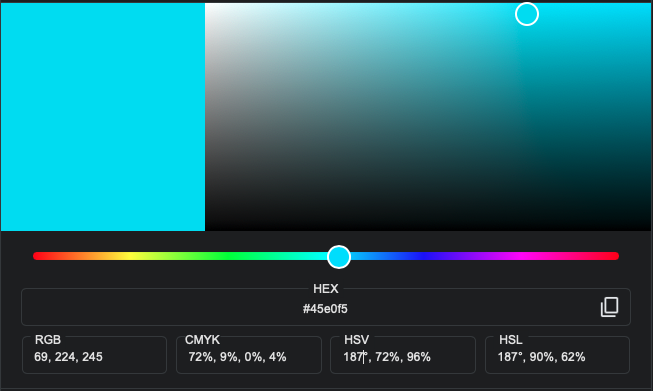 HEX
#45e0f5
RGB
69, 224, 245
CMYK
72%, 9%, 0%, 4%
HSV
187°, 72%, 96%
HSL
187°, 90%, 62%